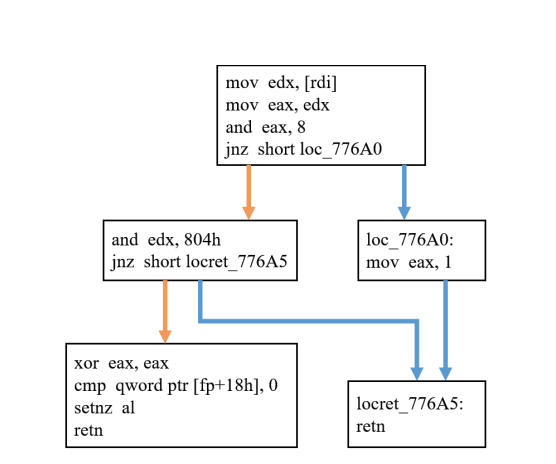 mov edx, [rdi]
mov eax, edx
and eax, 8
jnz short loc_776A0
and edx, 804h
jnz short locret_776A5
loc_776A0:
mov eax, 1
xor eax, eax
cmp qword ptr [fp+18h], 0
setnz al
retn
locret_776A5:
retn